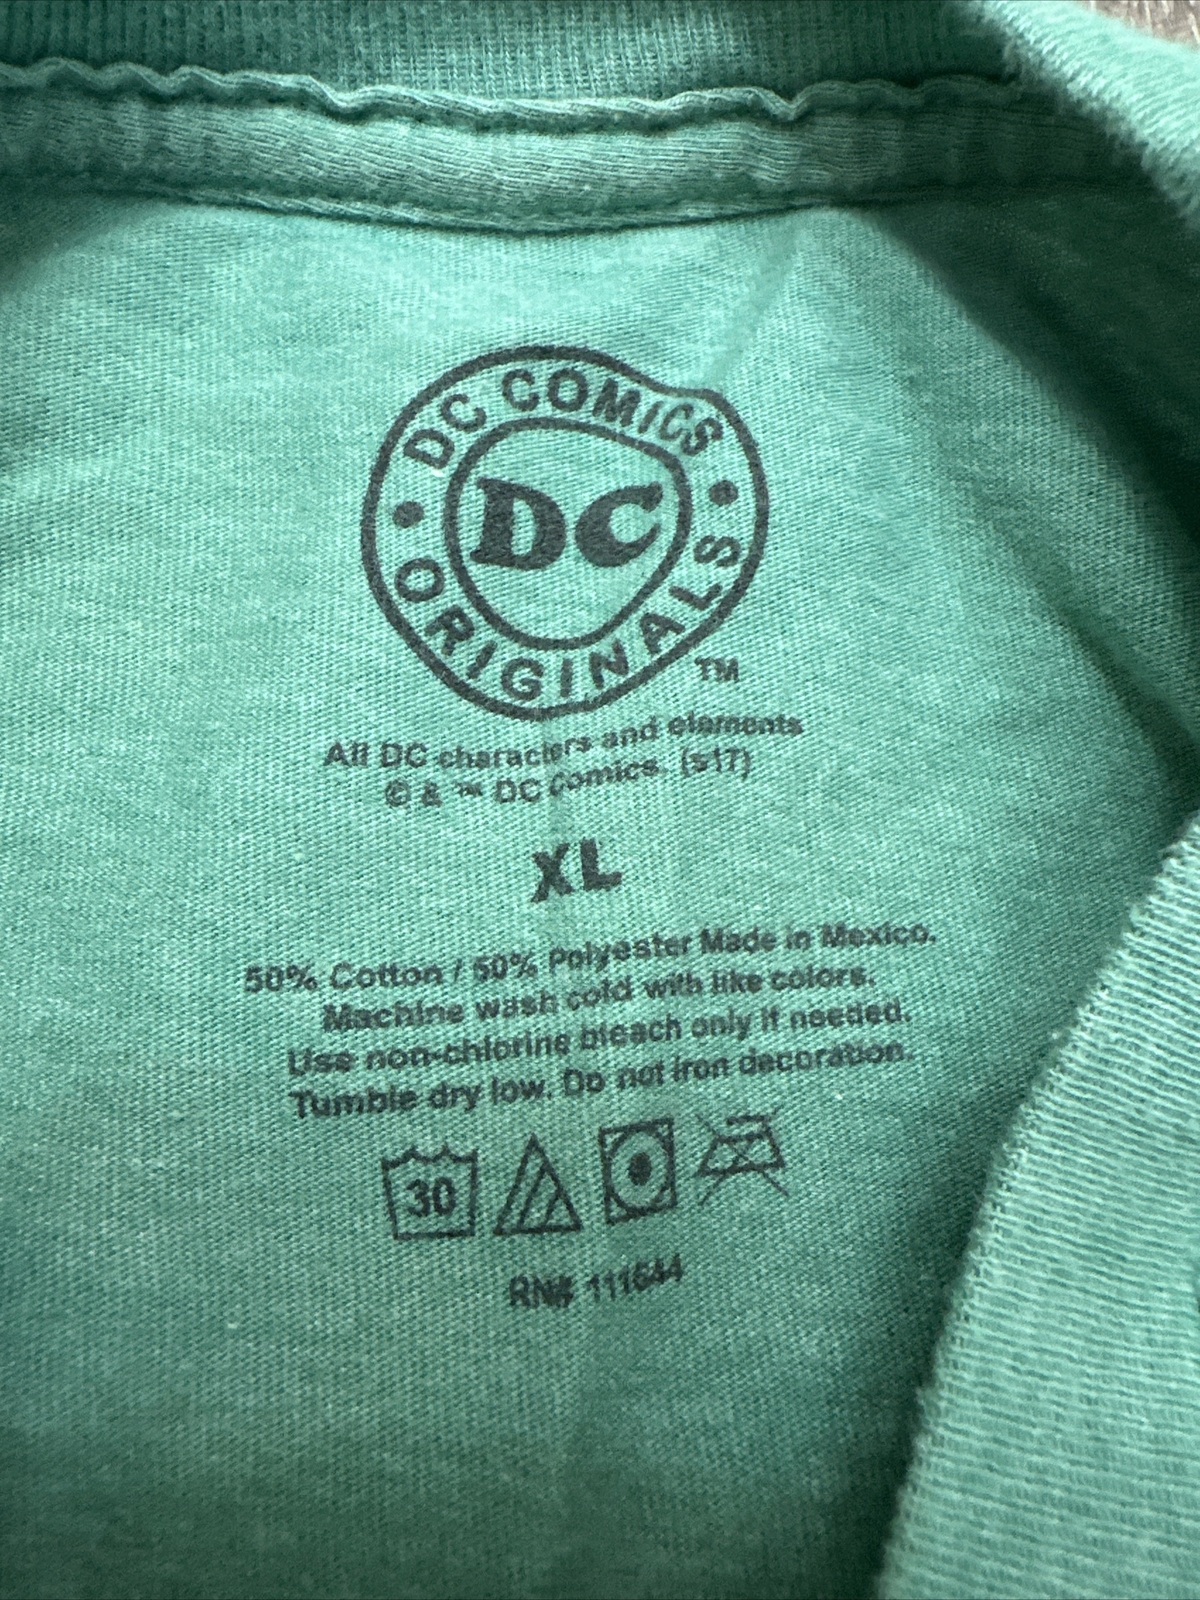 DC COMICS
DC
ORIGINALS
TM
All DC characters and elements
© & ™ DC Comics. (s17)
XL
50% Cotton / 50% Polyester Made in Mexico.
Machine wash cold with like colors.
Use non-chlorine bleach only if needed.
Tumble dry low. Do not iron decoration.
30
RN# 111644